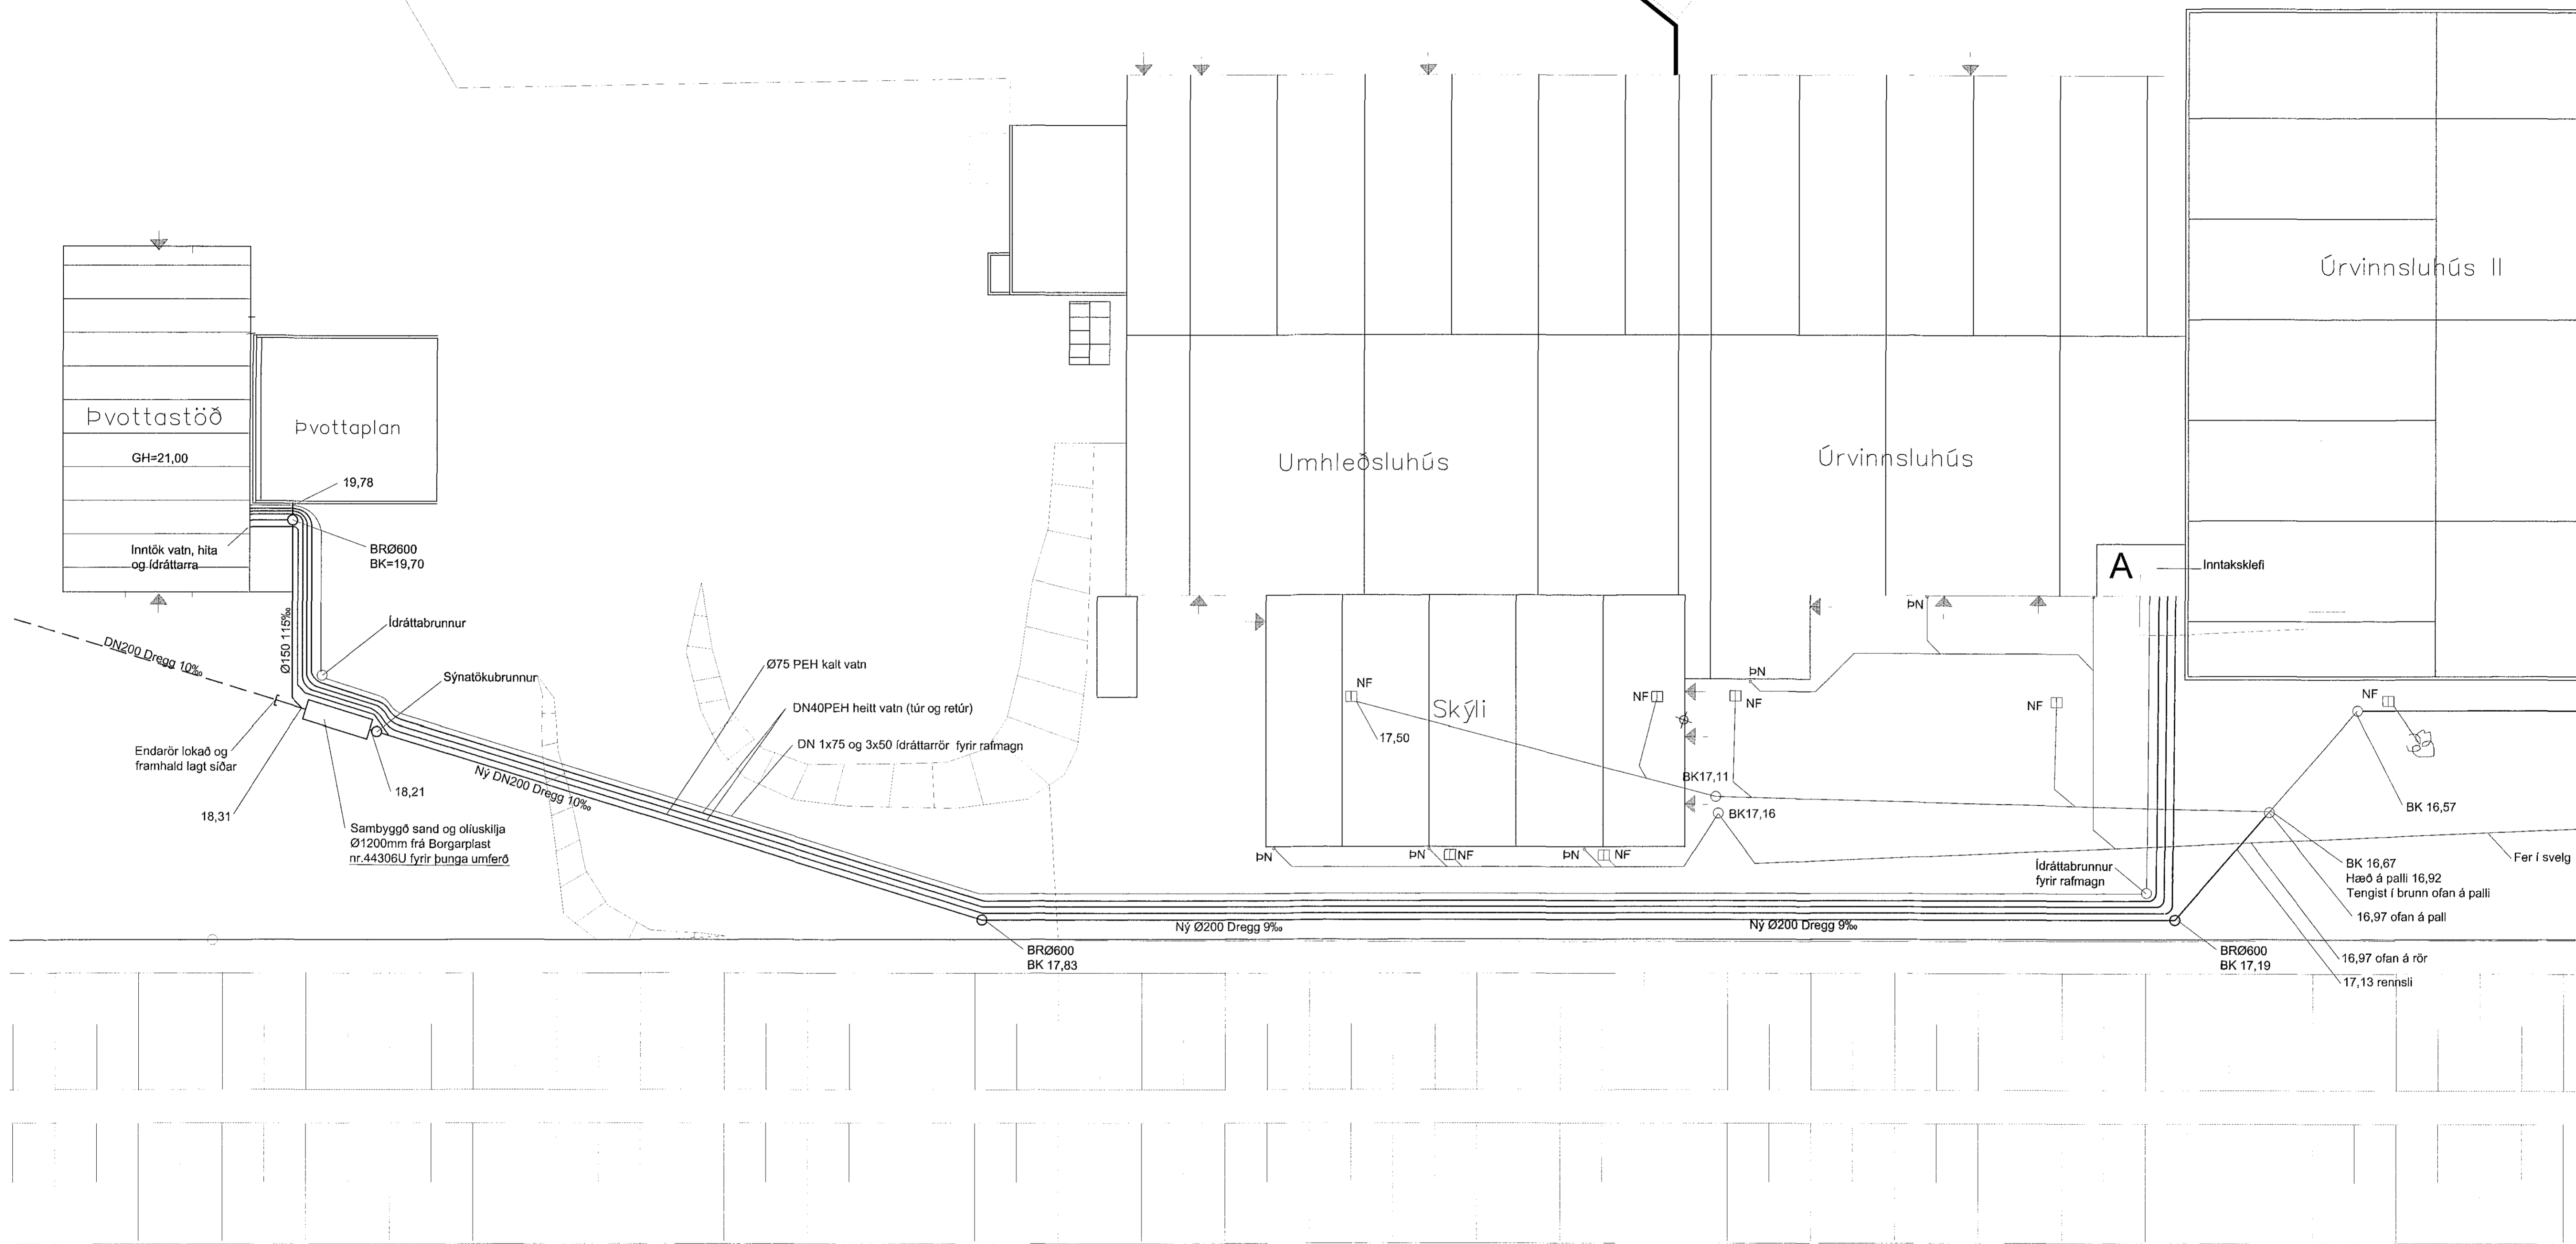 Úrvinnsluhús II
Þvottastöð
Þvottaplan
GH=21,00
Umhleðsluhús
Úrvinnsluhús
19,78
Inntök vatn, hita
og ídráttarra
BRØ600
BK=19,70
A
Inntaksklefi
ÞN
Ídráttabrunnur
Ø150 115‰
DN200 Dregg 10‰
Sýnatökubrunnur
Ø75 PEH kalt vatn
ÞN
NF
NF
NF
NF
NF
Skýli
DN40PEH heitt vatn (túr og retúr)
17,50
DN 1x75 og 3x50 ídráttarrör fyrir rafmagn
Endarör lokað og
framhald lagt síðar
Ný DN200 Dregg 10‰
BK17,11
18,21
BK 16,57
18,31
BK17,16
Sambyggð sand og olíuskilja
Ø1200mm frá Borgarplast
nr.44306U fyrir þunga umferð
ÞN
ÞN
NF
ÞN
NF
Fer í svelg
Ídráttabrunnur
fyrir rafmagn
BK 16,67
Hæð á palli 16,92
Tengist í brunn ofan á palli
16,97 ofan á pall
Ný Ø200 Dregg 9‰
Ný Ø200 Dregg 9‰
BRØ600
BK 17,83
BRØ600
BK 17,19
16,97 ofan á rör
17,13 rennsli